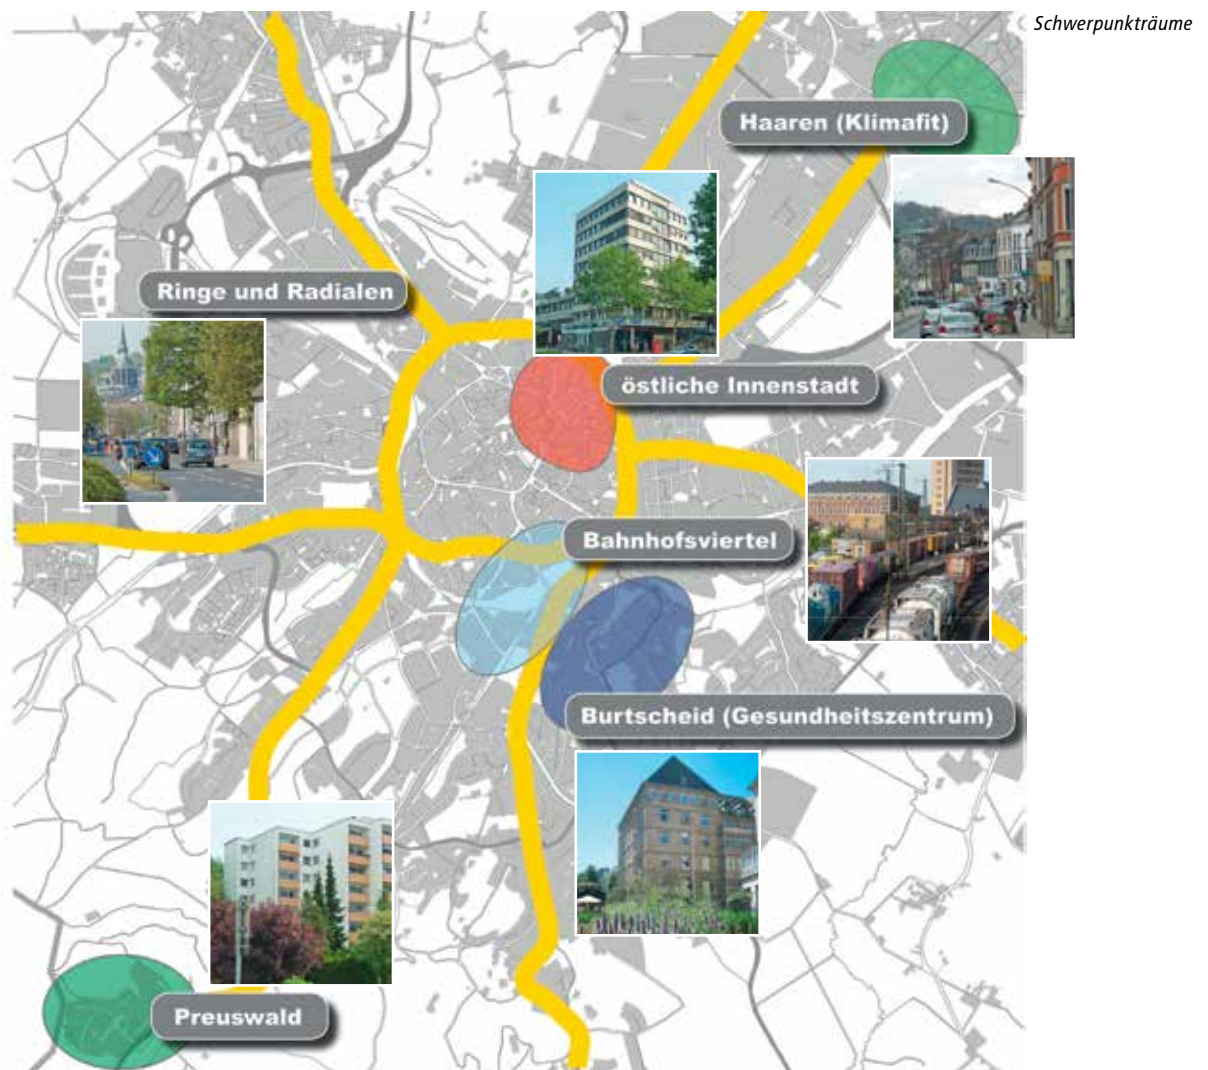 Schwerpunkträume
Haaren (Klimafit)
Ringe und Radialen
östliche Innenstadt
Bahnhofsviertel
Burtscheid (Gesundheitszentrum)
Preuswald